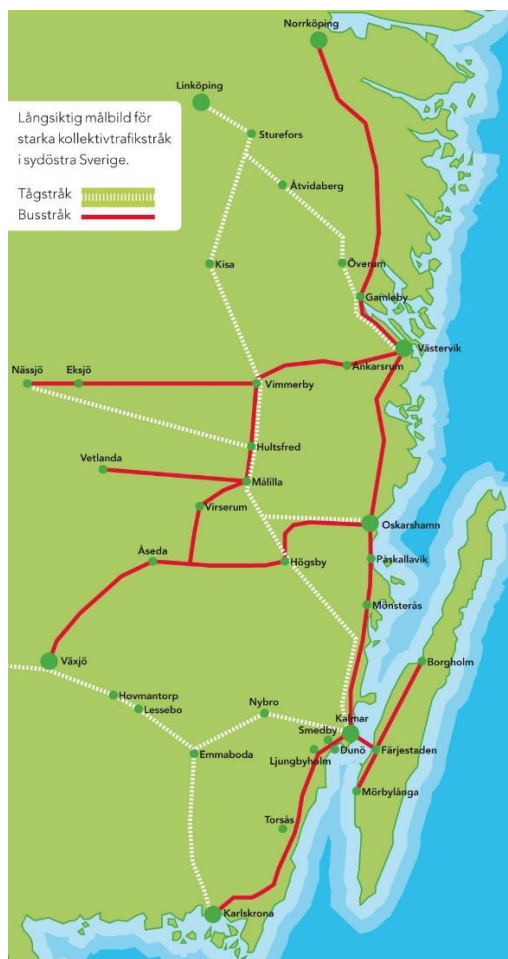 Norrköping
Linköping
Långsiktig målbild för
starka kollektivtrafikstråk
i sydöstra Sverige.
Tågstråk
Busstråk
Sturefors
Åtvidaberg
Kisa
Överum
Gamleby
Västervik
Ankarsrum
Nässjö
Eksjö
Vimmerby
Hultsfred
Vetlanda
Målilla
Virserum
Oskarshamn
Åseda
Högsby
Påskallavik
Mönsterås
Växjö
Borgholm
Hovmantorp
Lessebo
Nybro
Kalmar
Smedby
Emmaboda
Ljungbyholm
Dunö
Färjestaden
Mörbylånga
Torsås
Karlskrona